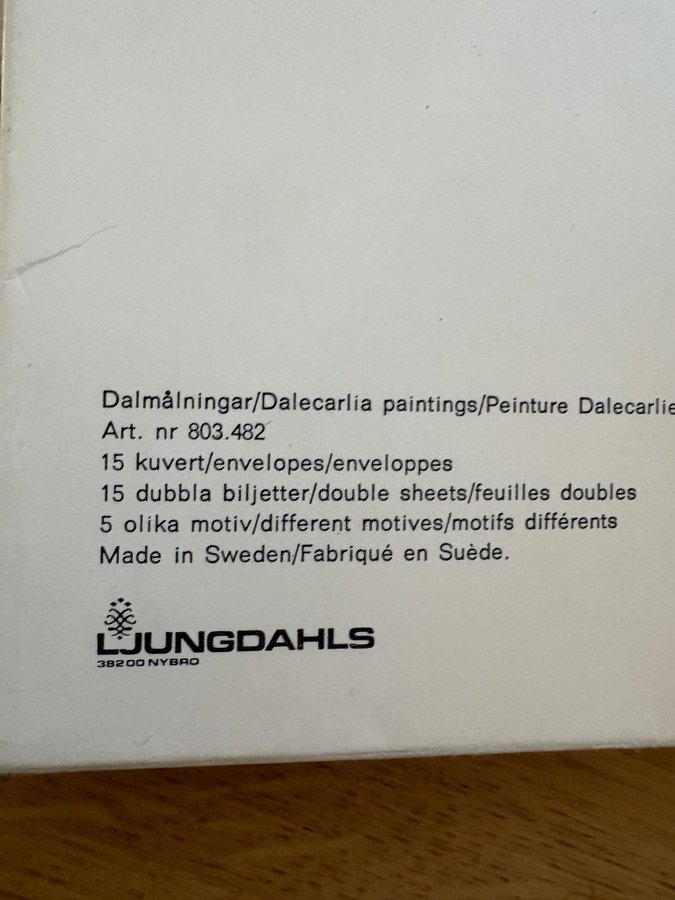 Dalmålningar/Dalecarlia paintings/Peinture Dalecarlie
Art. nr 803.482
15 kuvert/envelopes/enveloppes
15 dubbla biljetter/double sheets/feuilles doubles
5 olika motiv/different motives/motifs différents
Made in Sweden/Fabriqué en Suède.
LJUNGDAHLS
38200 NYBRO